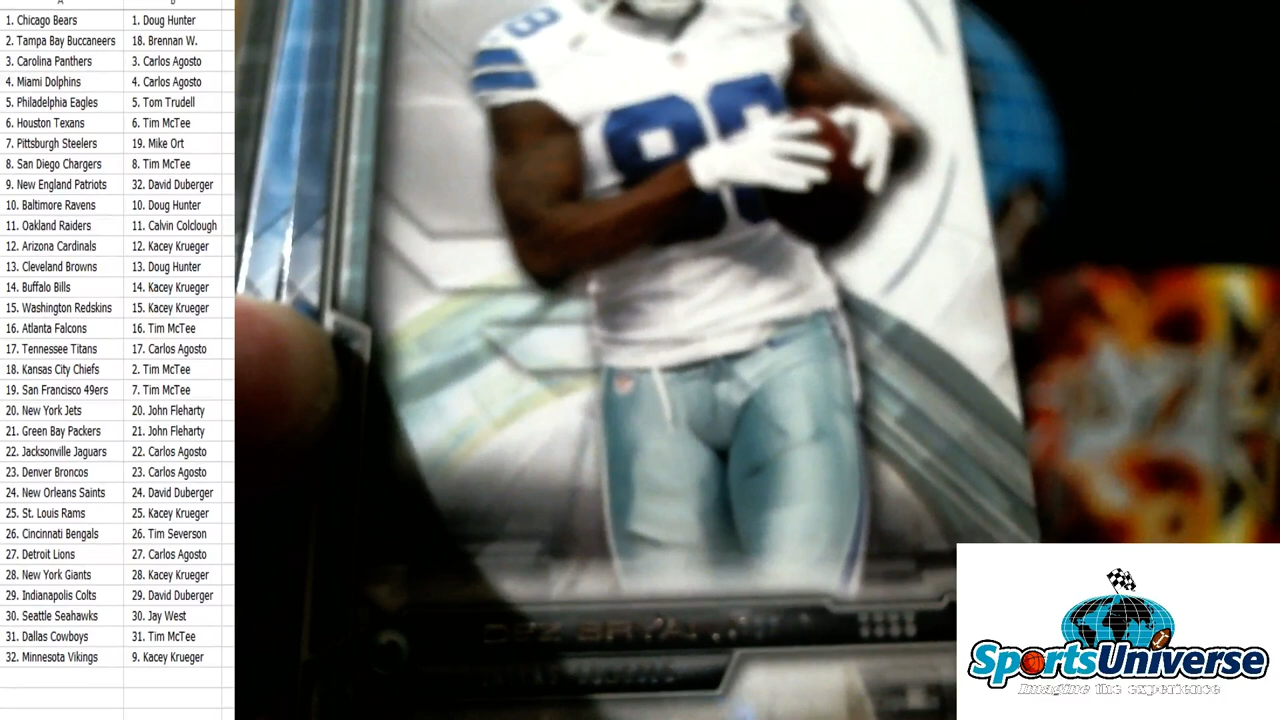 A
1. Chicago Bears 1. Doug Hunter
2. Tampa Bay Buccaneers 18. Brennan W.
3. Carolina Panthers 3. Carlos Agosto
4. Miami Dolphins 4. Carlos Agosto
5. Philadelphia Eagles 5. Tom Trudell
6. Houston Texans 6. Tim McTee
7. Pittsburgh Steelers 19. Mike Ort
8. San Diego Chargers 8. Tim McTee
9. New England Patriots 32. David Duberger
10. Baltimore Ravens 10. Doug Hunter
11. Oakland Raiders 11. Calvin Colclough
12. Arizona Cardinals 12. Kacey Krueger
13. Cleveland Browns 13. Doug Hunter
14. Buffalo Bills 14. Kacey Krueger
15. Washington Redskins 15. Kacey Krueger
16. Atlanta Falcons 16. Tim McTee
17. Tennessee Titans 17. Carlos Agosto
18. Kansas City Chiefs 2. Tim McTee
19. San Francisco 49ers 7. Tim McTee
20. New York Jets 20. John Fleharty
21. Green Bay Packers 21. John Fleharty
22. Jacksonville Jaguars 22. Carlos Agosto
23. Denver Broncos 23. Carlos Agosto
24. New Orleans Saints 24. David Duberger
25. St. Louis Rams 25. Kacey Krueger
26. Cincinnati Bengals 26. Tim Severson
27. Detroit Lions 27. Carlos Agosto
28. New York Giants 28. Kacey Krueger
29. Indianapolis Colts 29. David Duberger
30. Seattle Seahawks 30. Jay West
31. Dallas Cowboys 31. Tim McTee
32. Minnesota Vikings 9. Kacey Krueger
88
DEZ BRYANT
SportsUniverse
Imagine the experience